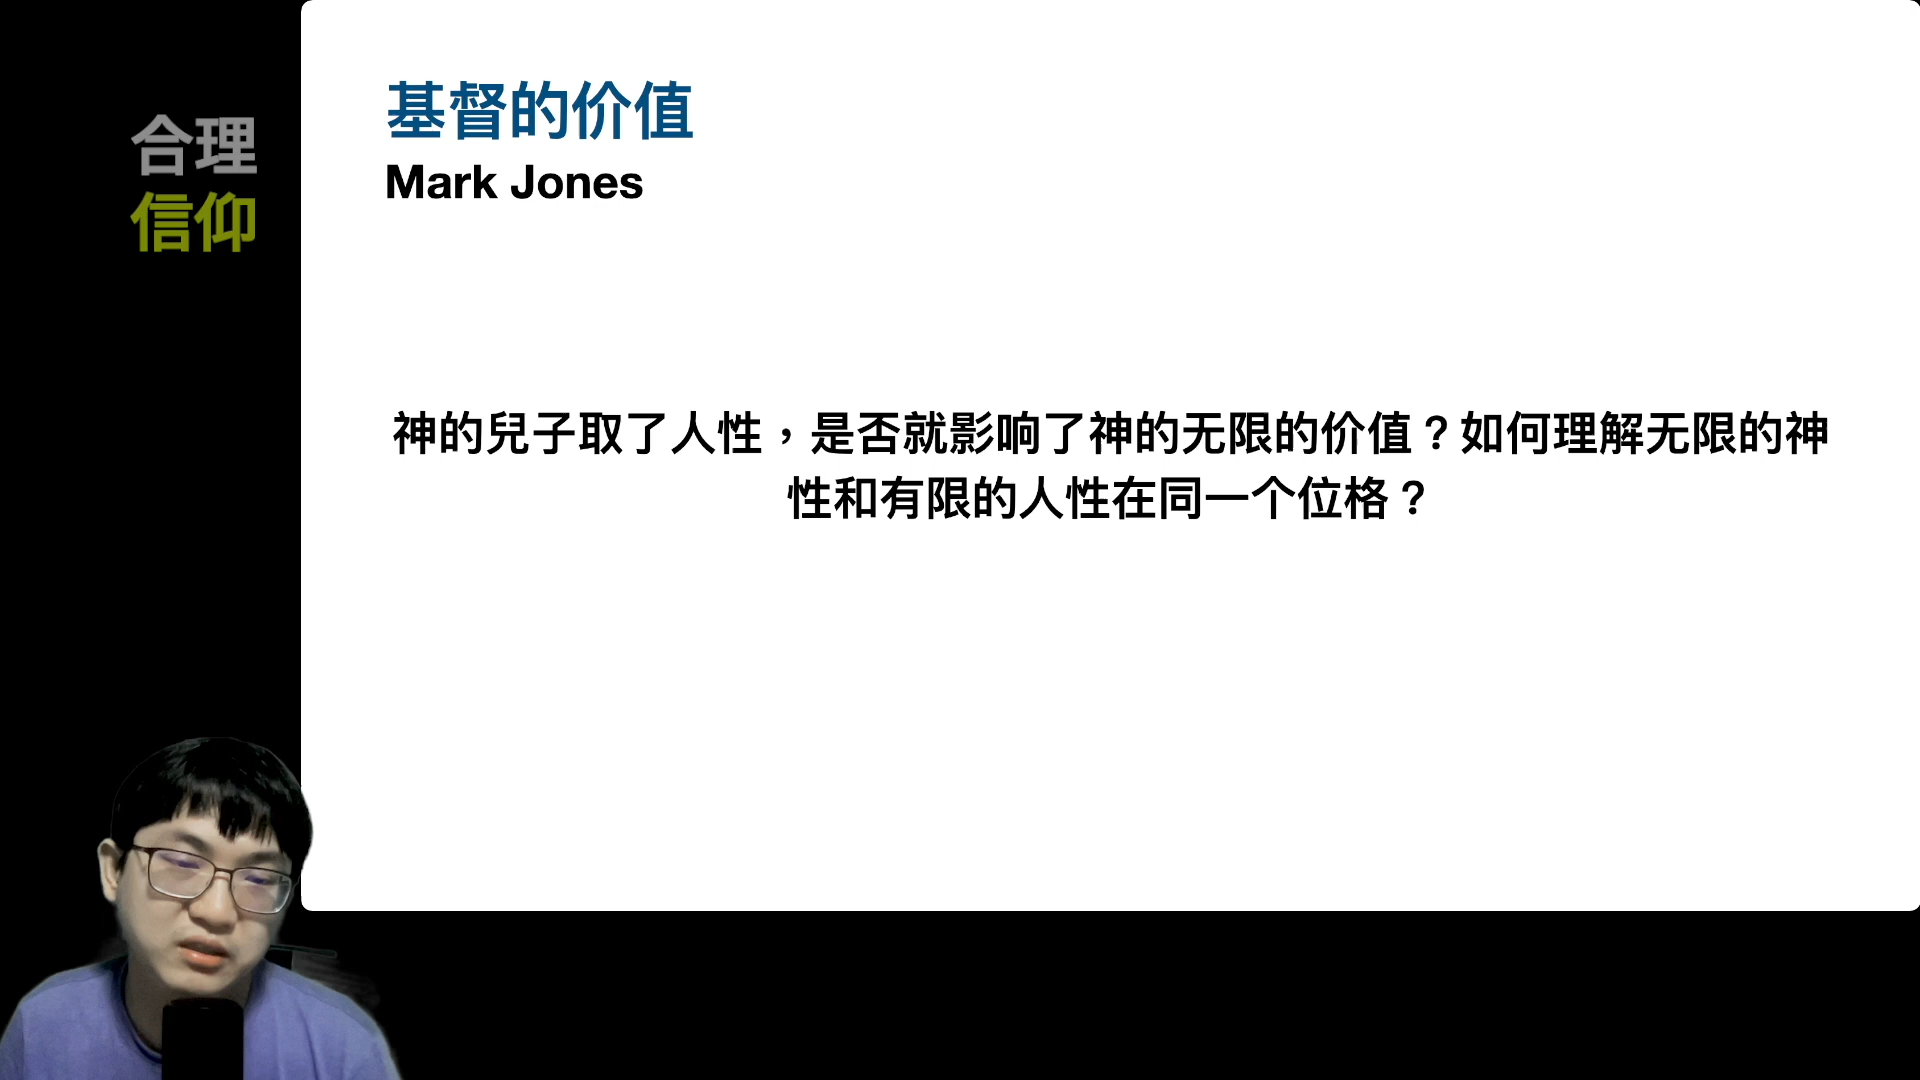 合理
信仰
基督的价值
Mark Jones
神的兒子取了人性，是否就影响了神的无限的价值？如何理解无限的神
性和有限的人性在同一个位格？